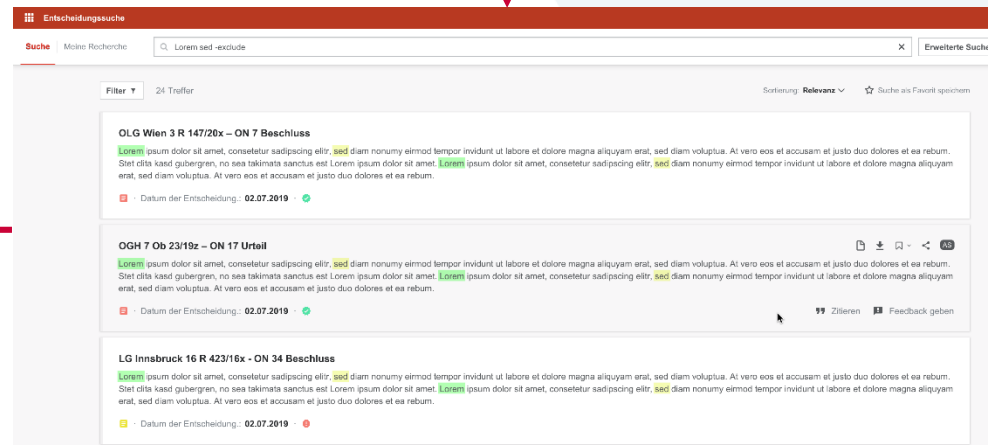 Entscheidungssuche
Suche Meine Recherche Lorem sed -exclude Erweiterte Suche
Filter 24 Treffer Sortierung: Relevanz Suche als Favorit speichern
OLG Wien 3 R 147/20x – ON 7 Beschluss
Lorem ipsum dolor sit amet, consetetur sadipscing elitr, sed diam nonumy eirmod tempor invidunt ut labore et dolore magna aliquyam erat, sed diam voluptua. At vero eos et accusam et justo duo dolores et ea rebum.
Stet clita kasd gubergren, no sea takimata sanctus est Lorem ipsum dolor sit amet. Lorem ipsum dolor sit amet, consetetur sadipscing elitr, sed diam nonumy eirmod tempor invidunt ut labore et dolore magna aliquyam
erat, sed diam voluptua. At vero eos et accusam et justo duo dolores et ea rebum.
· Datum der Entscheidung.: 02.07.2019 ·
OGH 7 Ob 23/19z – ON 17 Urteil AS
Lorem ipsum dolor sit amet, consetetur sadipscing elitr, sed diam nonumy eirmod tempor invidunt ut labore et dolore magna aliquyam erat, sed diam voluptua. At vero eos et accusam et justo duo dolores et ea rebum.
Stet clita kasd gubergren, no sea takimata sanctus est Lorem ipsum dolor sit amet. Lorem ipsum dolor sit amet, consetetur sadipscing elitr, sed diam nonumy eirmod tempor invidunt ut labore et dolore magna aliquyam
erat, sed diam voluptua. At vero eos et accusam et justo duo dolores et ea rebum.
· Datum der Entscheidung.: 02.07.2019 · Zitieren Feedback geben
LG Innsbruck 16 R 423/16x - ON 34 Beschluss
Lorem ipsum dolor sit amet, consetetur sadipscing elitr, sed diam nonumy eirmod tempor invidunt ut labore et dolore magna aliquyam erat, sed diam voluptua. At vero eos et accusam et justo duo dolores et ea rebum.
Stet clita kasd gubergren, no sea takimata sanctus est Lorem ipsum dolor sit amet. Lorem ipsum dolor sit amet, consetetur sadipscing elitr, sed diam nonumy eirmod tempor invidunt ut labore et dolore magna aliquyam
erat, sed diam voluptua. At vero eos et accusam et justo duo dolores et ea rebum.
· Datum der Entscheidung.: 02.07.2019 ·